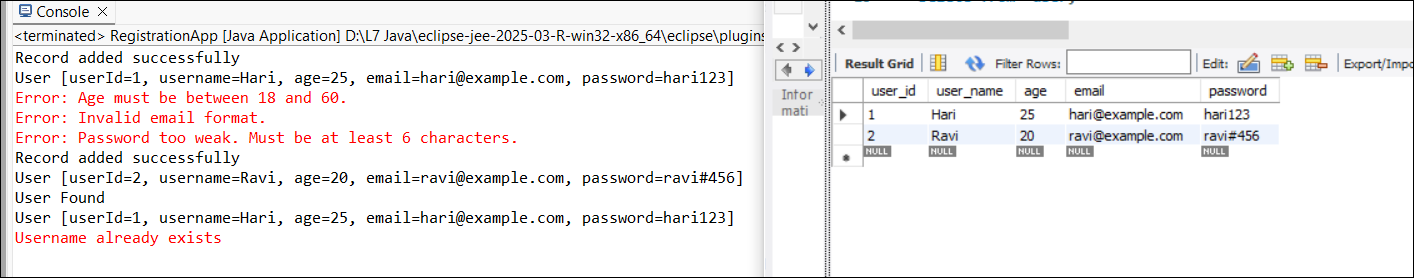 Console
<terminated> RegistrationApp [Java Application] D:\L7 Java\eclipse-jee-2025-03-R-win32-x86_64\eclipse\plugins
Record added successfully
User [userId=1, username=Hari, age=25, email=hari@example.com, password=hari123]
Error: Age must be between 18 and 60.
Error: Invalid email format.
Error: Password too weak. Must be at least 6 characters.
Record added successfully
User [userId=2, username=Ravi, age=20, email=ravi@example.com, password=ravi#456]
User Found
User [userId=1, username=Hari, age=25, email=hari@example.com, password=hari123]
Username already exists
Infor
mati
Result Grid Filter Rows: Edit: Export/Impo
user_id user_name age email password
1 Hari 25 hari@example.com hari123
2 Ravi 20 ravi@example.com ravi#456
NULL NULL NULL NULL NULL